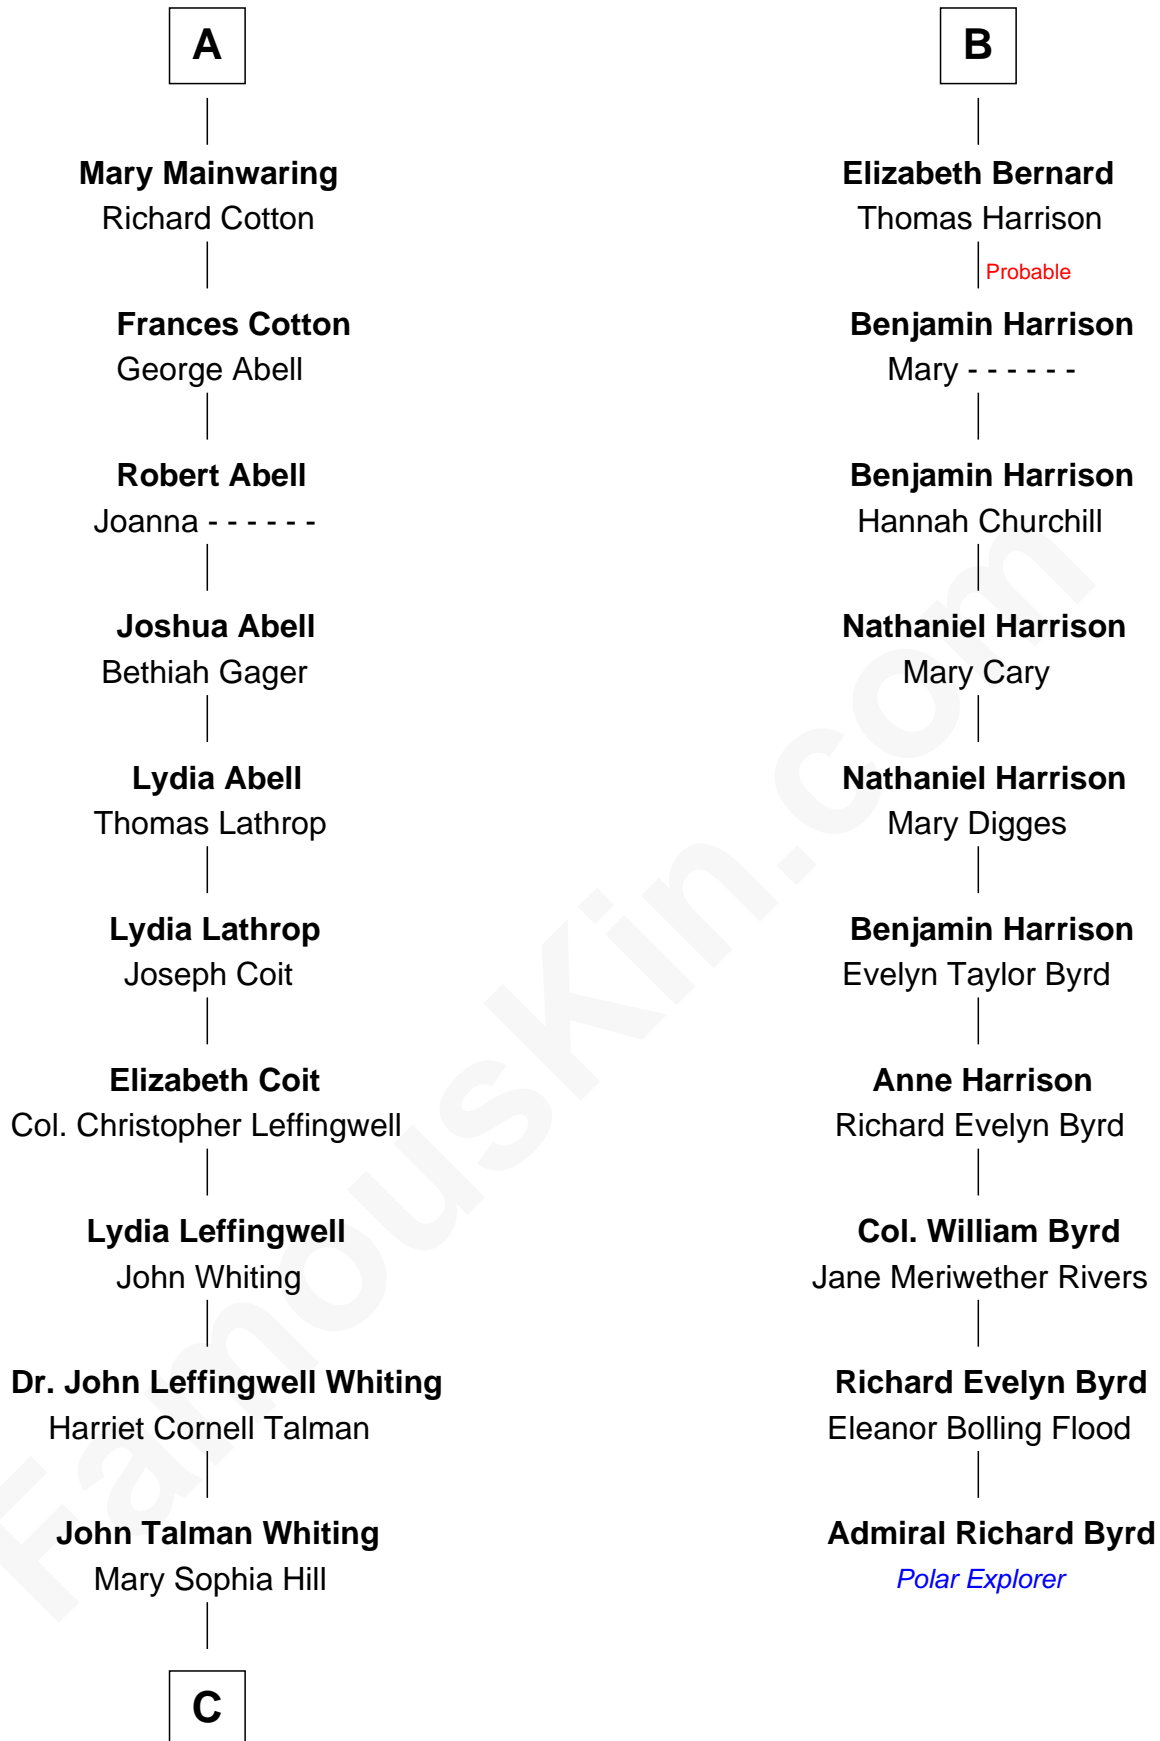 A
Mary Mainwaring
Richard Cotton
Frances Cotton
George Abell
Robert Abell
Joanna - - - - - -
Joshua Abell
Bethiah Gager
Lydia Abell
Thomas Lathrop
Lydia Lathrop
Joseph Coit
Elizabeth Coit
Col. Christopher Leffingwell
Lydia Leffingwell
John Whiting
Dr. John Leffingwell Whiting
Harriet Cornell Talman
John Talman Whiting
Mary Sophia Hill
C
B
Elizabeth Bernard
Thomas Harrison
Probable
Benjamin Harrison
Mary - - - - - -
Benjamin Harrison
Hannah Churchill
Nathaniel Harrison
Mary Cary
Nathaniel Harrison
Mary Digges
Benjamin Harrison
Evelyn Taylor Byrd
Anne Harrison
Richard Evelyn Byrd
Col. William Byrd
Jane Meriwether Rivers
Richard Evelyn Byrd
Eleanor Bolling Flood
Admiral Richard Byrd
Polar Explorer
FamousKin.com